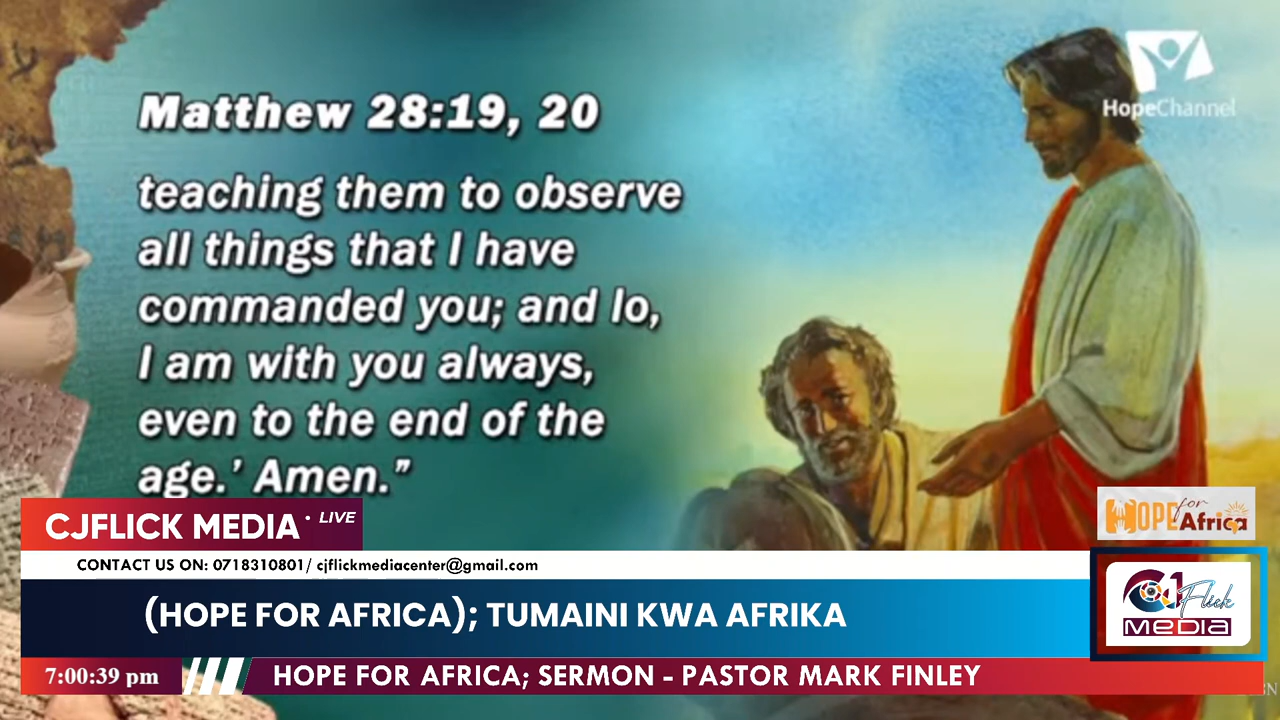 Matthew 28:19, 20
teaching them to observe
all things that I have
commanded you; and lo,
I am with you always,
even to the end of the
age.’ Amen.”
HopeChannel
CJFLICK MEDIA • LIVE
CONTACT US ON: 0718310801/ cjflickmediacenter@gmail.com
(HOPE FOR AFRICA); TUMAINI KWA AFRIKA
7:00:39 pm
HOPE FOR AFRICA; SERMON - PASTOR MARK FINLEY
HOPE for Africa
Flick
MEDIA